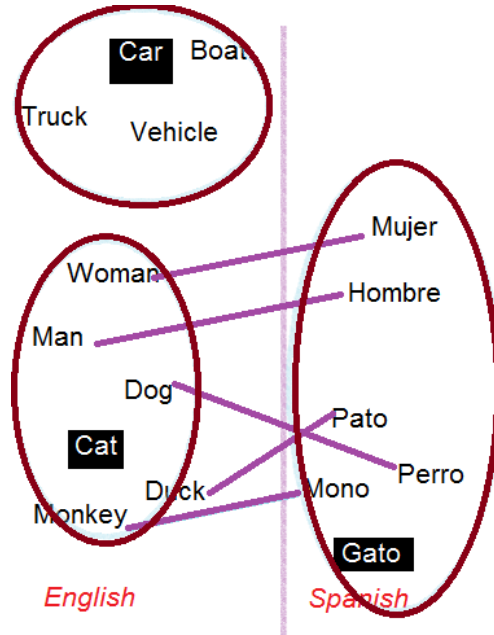 Car
Boat
Truck
Vehicle
Woman
Man
Dog
Cat
Duck
Monkey
English
Mujer
Hombre
Pato
Perro
Mono
Gato
Spanish